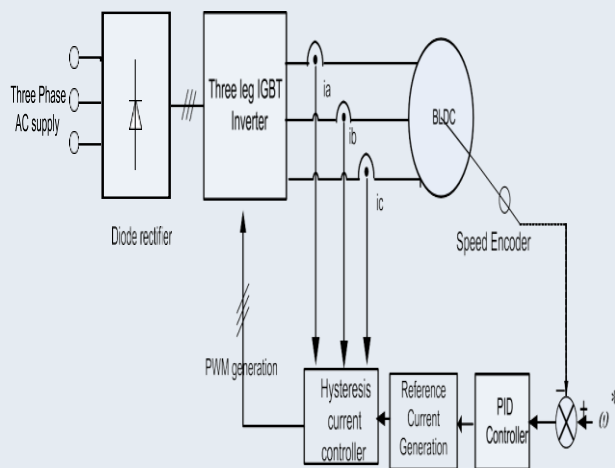 Three Phase
AC supply
Diode rectifier
Three leg IGBT
Inverter
ia
ib
ic
BLDC
Speed Encoder
PWM generation
Hysteresis
current
controller
Reference
Current
Generation
PID
Controller
−
+
ω*